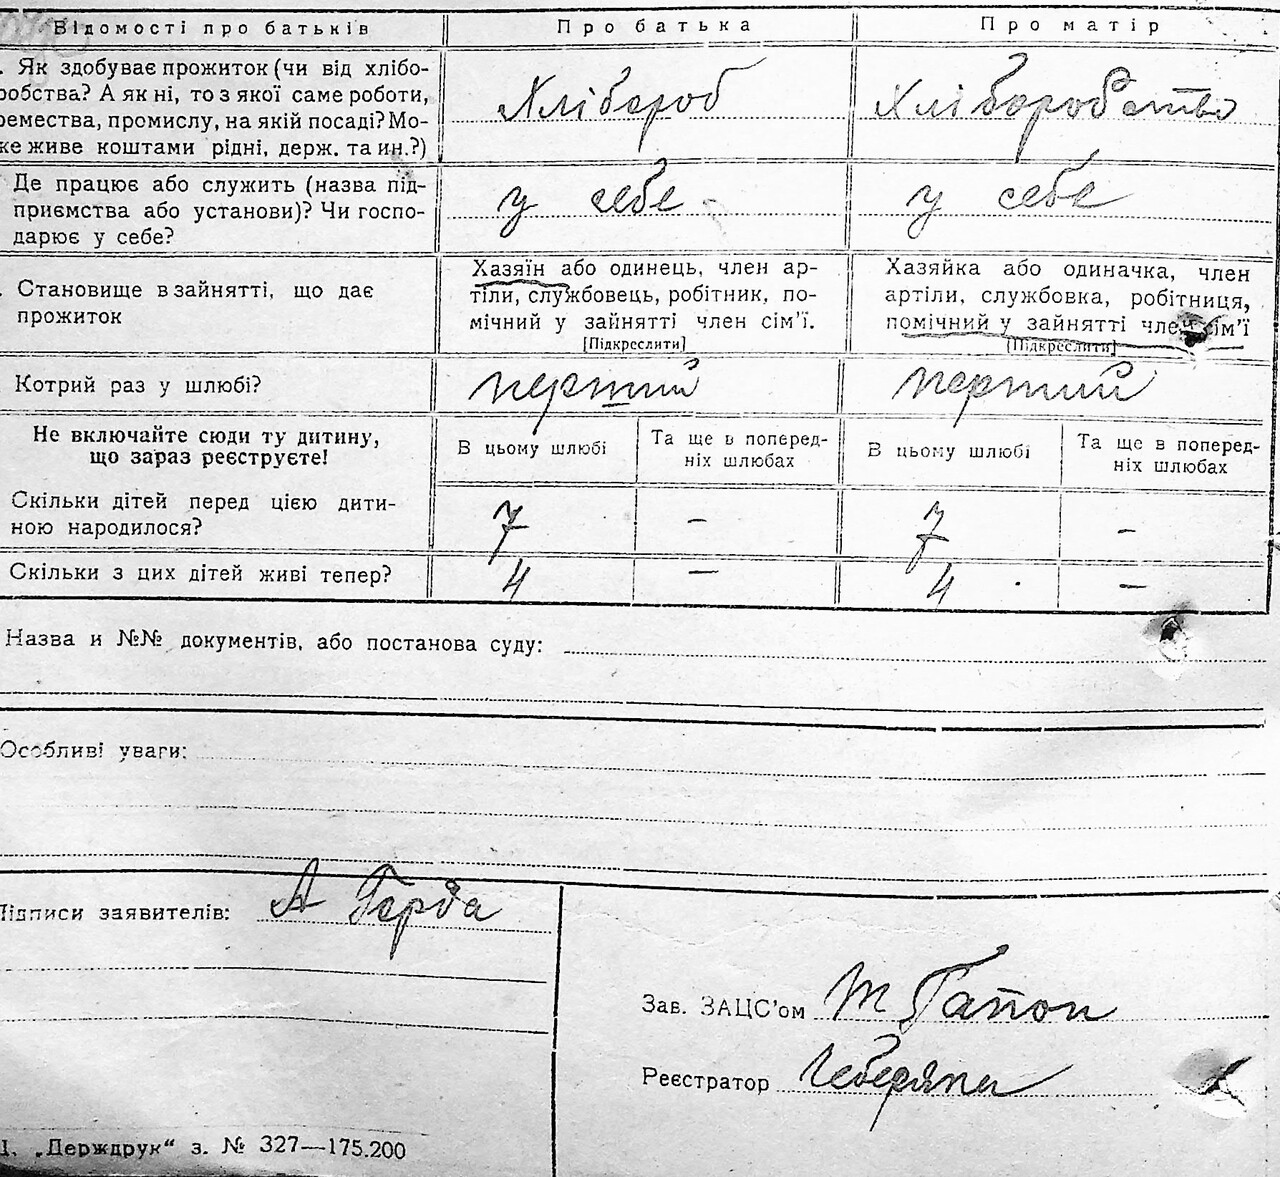 Відомості про батьків
Про батька
Про матір
. Як здобуває прожиток (чи від хлібо-
робства? А як ні, то з якої саме роботи,
ремества, промислу, на якій посаді? Мо-
же живе коштами рідні, держ. та ин.?)
Хлібороб
Хліборобство
Де працює або служить (назва під-
приємства або установи)? Чи госпо-
дарює у себе?
у себе
у себе
. Становище в зайнятті, що дає
прожиток
Хазяїн або одинець, член ар-
тіли, службовець, робітник, по-
мічний у зайнятті член сім'ї.
[Підкреслити]
Хазяйка або одиначка, член
артіли, службовка, робітниця,
помічний у зайнятті член сім'ї
[Підкреслити]
Котрий раз у шлюбі?
перший
перший
Не включайте сюди ту дитину,
що зараз реєструєте!
В цьому шлюбі
Та ще в поперед-
ніх шлюбах
В цьому шлюбі
Та ще в поперед-
ніх шлюбах
Скільки дітей перед цією дити-
ною народилося?
7
–
7
–
Скільки з цих дітей живі тепер?
4
–
4
–
Назва и №№ документів, або постанова суду:
Особливі уваги:
Підписи заявителів:
А Герда
Зав. ЗАЦС'ом
Т Гапон
Реєстратор
„Держдрук“ з. № 327—175.200